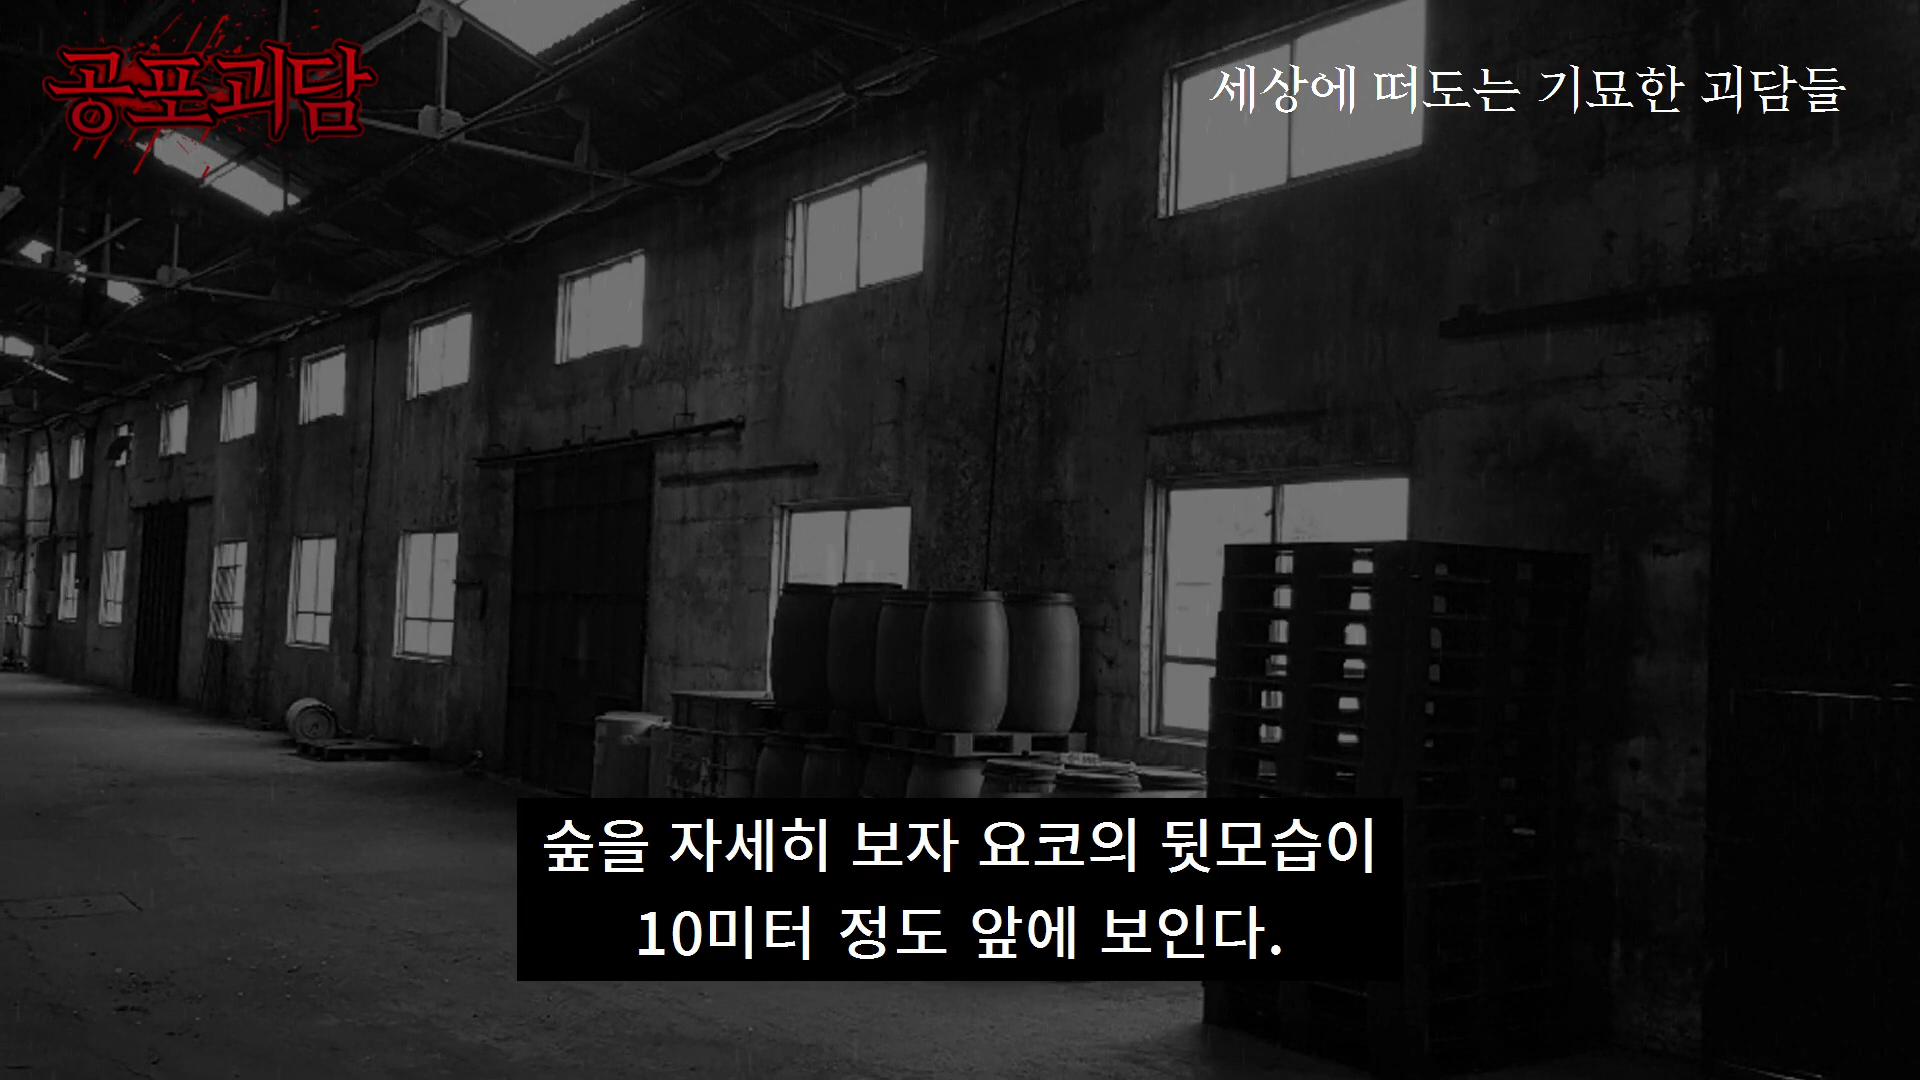 공포괴담
세상에 떠도는 기묘한 괴담들
숲을 자세히 보자 요코의 뒷모습이
10미터 정도 앞에 보인다.